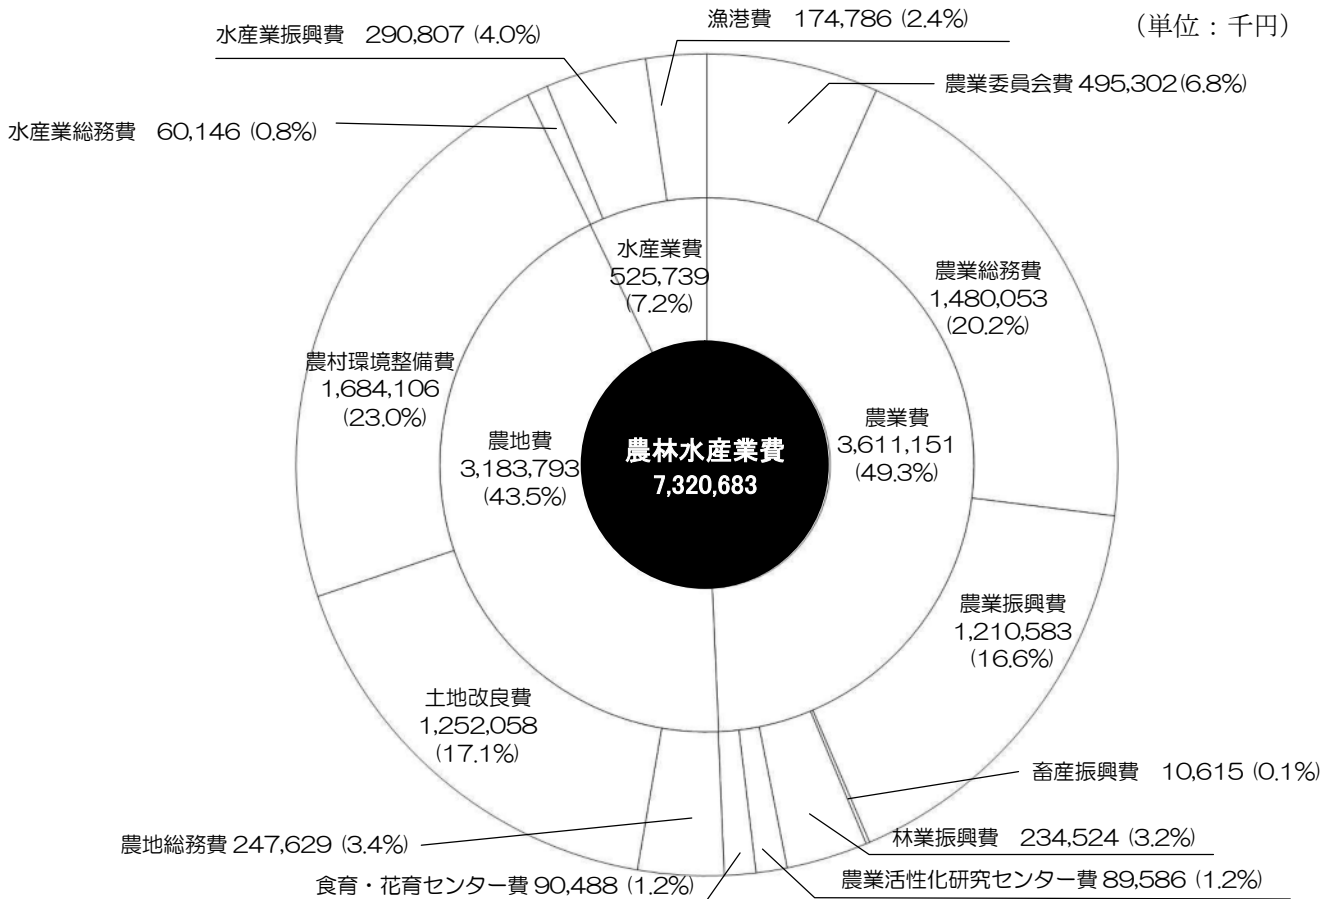 （単位：千円）
漁港費　174,786 (2.4%)
水産業振興費　290,807 (4.0%)
水産業総務費　60,146 (0.8%)
農業委員会費 495,302(6.8%)
水産業費
525,739
(7.2%)
農業総務費
1,480,053
(20.2%)
農村環境整備費
1,684,106
(23.0%)
農地費
3,183,793
(43.5%)
農林水産業費
7,320,683
農業費
3,611,151
(49.3%)
農業振興費
1,210,583
(16.6%)
土地改良費
1,252,058
(17.1%)
畜産振興費　10,615 (0.1%)
林業振興費　234,524 (3.2%)
農地総務費 247,629 (3.4%)
食育・花育センター費 90,488 (1.2%)
農業活性化研究センター費 89,586 (1.2%)